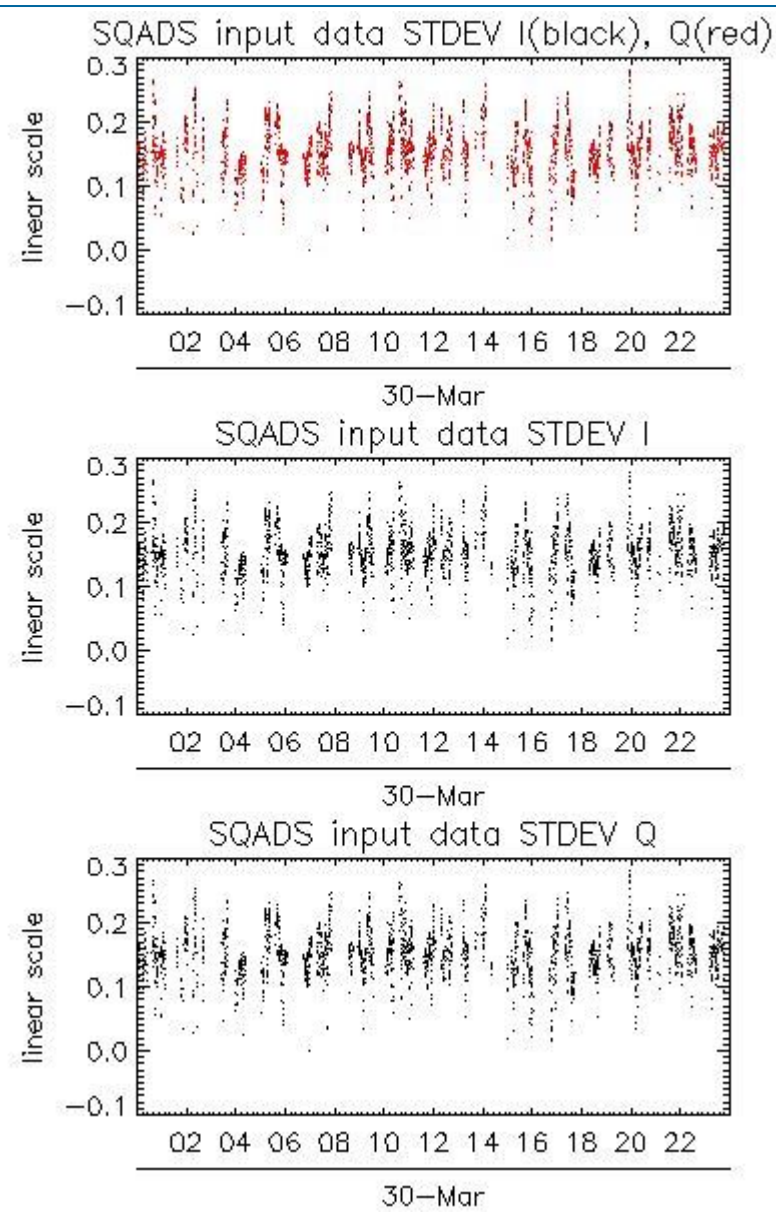 SQADS input data STDEV I(black), Q(red)
0.3
0.2
0.1
0.0
−0.1
linear scale
02 04 06 08 10 12 14 16 18 20 22
30−Mar
SQADS input data STDEV I
0.3
0.2
0.1
0.0
−0.1
linear scale
02 04 06 08 10 12 14 16 18 20 22
30−Mar
SQADS input data STDEV Q
0.3
0.2
0.1
0.0
−0.1
linear scale
02 04 06 08 10 12 14 16 18 20 22
30−Mar